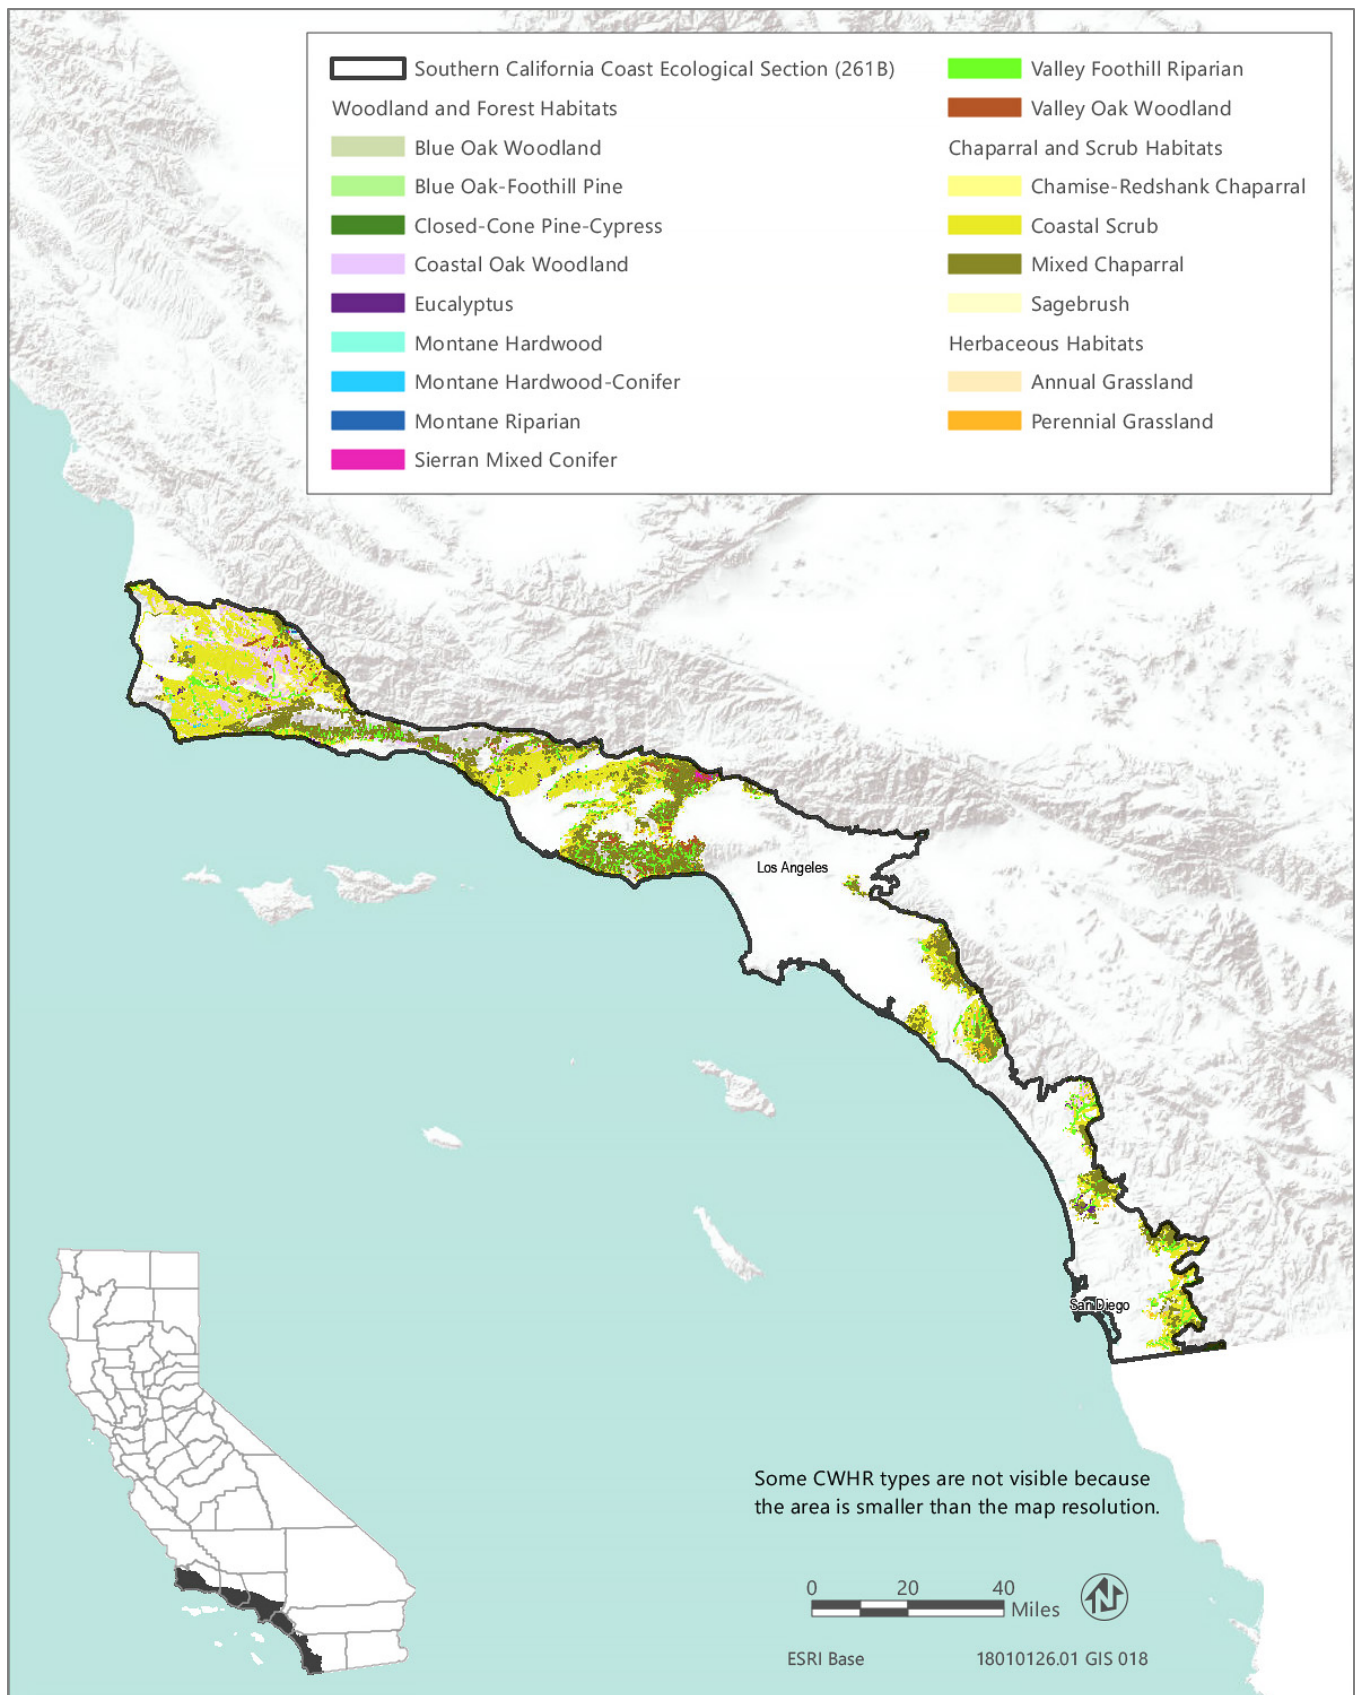 Southern California Coast Ecological Section (261B)
Woodland and Forest Habitats
Blue Oak Woodland
Blue Oak-Foothill Pine
Closed-Cone Pine-Cypress
Coastal Oak Woodland
Eucalyptus
Montane Hardwood
Montane Hardwood-Conifer
Montane Riparian
Sierran Mixed Conifer
Valley Foothill Riparian
Valley Oak Woodland
Chaparral and Scrub Habitats
Chamise-Redshank Chaparral
Coastal Scrub
Mixed Chaparral
Sagebrush
Herbaceous Habitats
Annual Grassland
Perennial Grassland
Los Angeles
San Diego
Some CWHR types are not visible because
the area is smaller than the map resolution.
0 20 40
Miles
N
ESRI Base 18010126.01 GIS 018